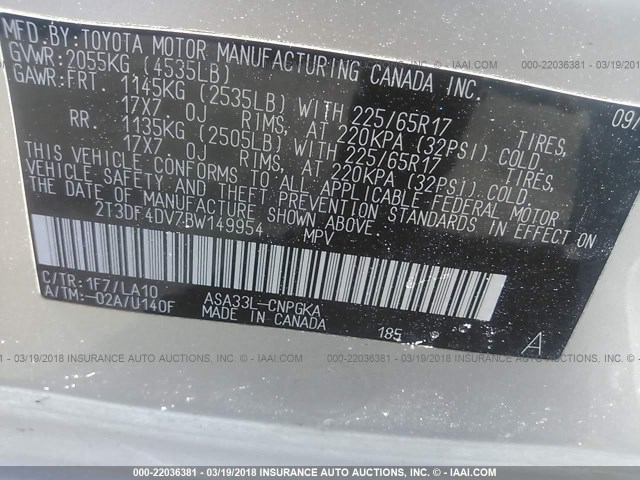 MFD.BY:TOYOTA MOTOR MANUFACTURING CANADA INC.
GVWR:2055KG (4535LB) 09/
GAWR:FRT. 1145KG (2535LB) WITH 225/65R17 TIRES,
17X7.0J RIMS, AT 220KPA (32PSI) COLD.
RR. 1135KG (2505LB) WITH 225/65R17 TIRES,
17X7.0J RIMS, AT 220KPA (32PSI) COLD.
THIS VEHICLE CONFORMS TO ALL APPLICABLE FEDERAL MOTOR
VEHICLE SAFETY AND THEFT PREVENTION STANDARDS IN EFFECT ON
THE DATE OF MANUFACTURE SHOWN ABOVE.
2T3DF4DV7BW149954 MPV
C/TR:1F7/LA10 ASA33L-CNPGKA
A/TM:-02A/U140F MADE IN CANADA 185 A
000-22036381 - 03/19/2018 INSURANCE AUTO AUCTIONS CENTER - © IAAI.COM